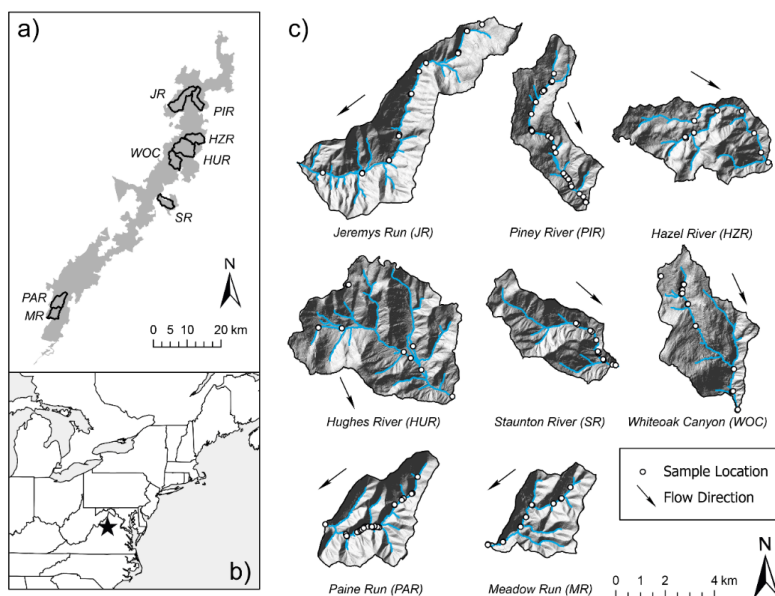 a)
JR
PIR
HZR
WOC
HUR
SR
PAR
MR
N
0 10 20 km
b)
c)
Jeremys Run (JR)
Piney River (PIR)
Hazel River (HZR)
Hughes River (HUR)
Staunton River (SR)
Whiteoak Canyon (WOC)
Paine Run (PAR)
Meadow Run (MR)
Sample Location
Flow Direction
N
0 1 2 4 km